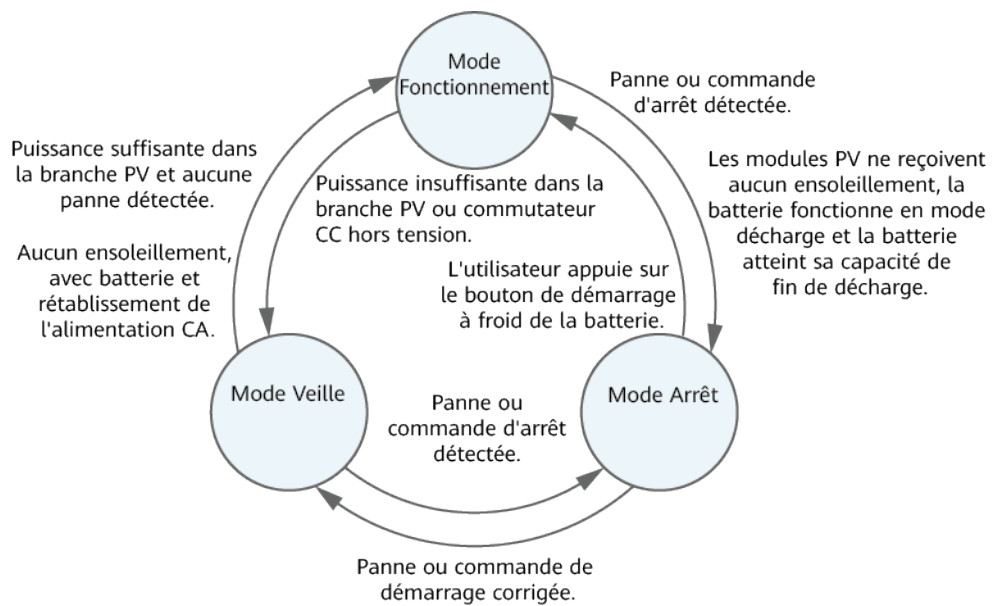 Mode
Fonctionnement
Panne ou commande
d'arrêt détectée.
Puissance suffisante dans
la branche PV et aucune
panne détectée.
Les modules PV ne reçoivent
aucun ensoleillement, la
batterie fonctionne en mode
décharge et la batterie
atteint sa capacité de
fin de décharge.
Puissance insuffisante dans la
branche PV ou commutateur
CC hors tension.
Aucun ensoleillement,
avec batterie et
rétablissement de
l'alimentation CA.
L'utilisateur appuie sur
le bouton de démarrage
à froid de la batterie.
Mode Veille
Mode Arrêt
Panne ou
commande d'arrêt
détectée.
Panne ou commande de
démarrage corrigée.